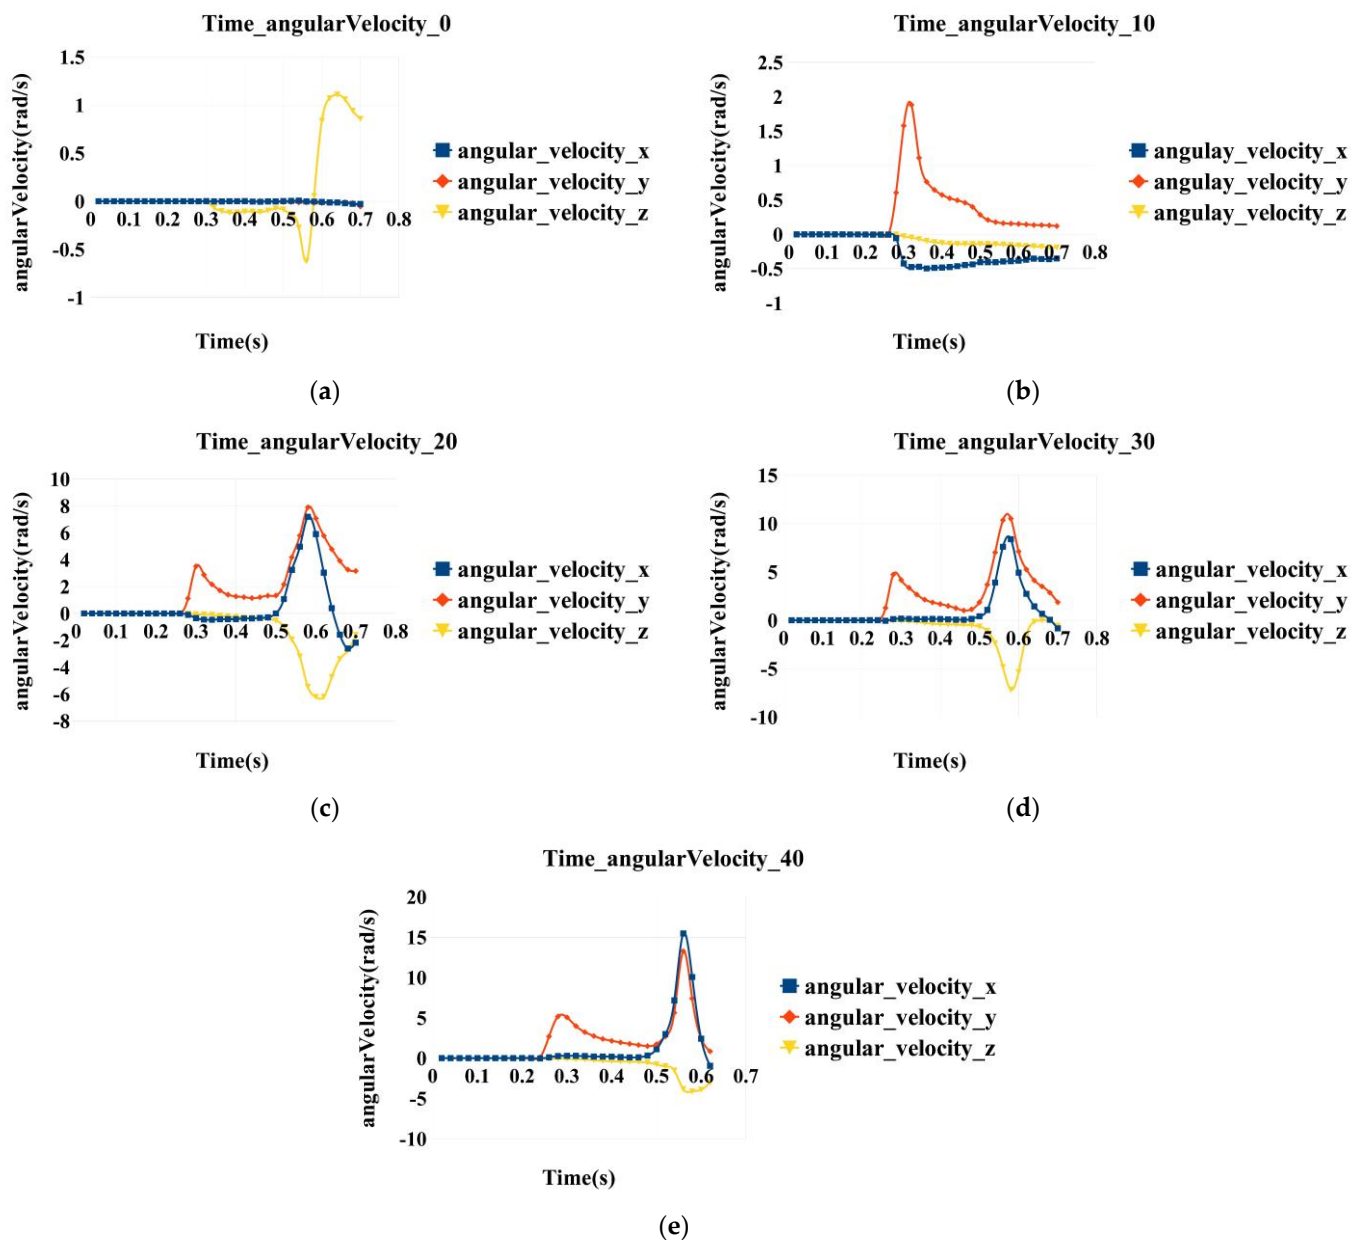 Time_angularVelocity_0
angularVelocity(rad/s)
1.5
1
0.5
0
-0.5
-1
0 0.1 0.2 0.3 0.4 0.5 0.6 0.7 0.8
Time(s)
angular_velocity_x
angular_velocity_y
angular_velocity_z
(a)
Time_angularVelocity_10
angularVelocity(rad/s)
2.5
2
1.5
1
0.5
0
-0.5
-1
0 0.1 0.2 0.3 0.4 0.5 0.6 0.7 0.8
Time(s)
angulay_velocity_x
angulay_velocity_y
angulay_velocity_z
(b)
Time_angularVelocity_20
angularVelocity(rad/s)
10
8
6
4
2
0
-2
-4
-6
-8
0 0.1 0.2 0.3 0.4 0.5 0.6 0.7 0.8
Time(s)
angular_velocity_x
angular_velocity_y
angular_velocity_z
(c)
Time_angularVelocity_30
angularVelocity(rad/s)
15
10
5
0
-5
-10
0 0.1 0.2 0.3 0.4 0.5 0.6 0.7 0.8
Time(s)
angular_velocity_x
angular_velocity_y
angular_velocity_z
(d)
Time_angularVelocity_40
angularVelocity(rad/s)
20
15
10
5
0
-5
-10
0 0.1 0.2 0.3 0.4 0.5 0.6 0.7
Time(s)
angular_velocity_x
angular_velocity_y
angular_velocity_z
(e)